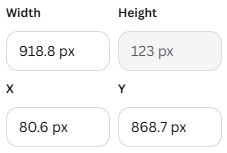 Width Height
918.8 px 123 px
X Y
80.6 px 868.7 px